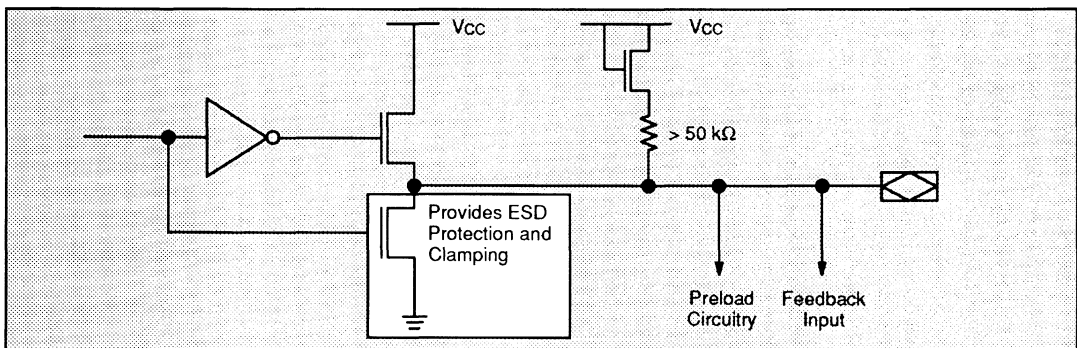 VCC
VCC
> 50 kΩ
Provides ESD
Protection and
Clamping
Preload
Circuitry
Feedback
Input